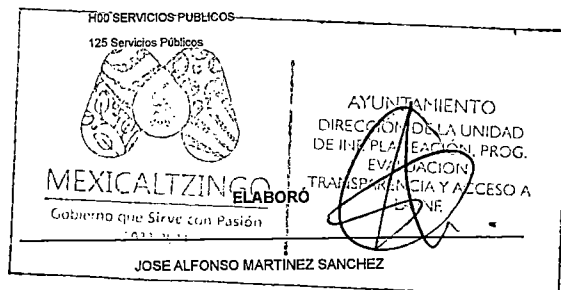 H00 SERVICIOS PUBLICOS
125 Servicios Públicos
MEXICALTZINGO
Gobierno que Sirve con Pasión
AYUNTAMIENTO
DIRECCIÓN DE LA UNIDAD
DE INF. PLANEACIÓN, PROG.
EVALUACION
TRANSPARENCIA Y ACCESO A
ELABORÓ
JOSE ALFONSO MARTINEZ SANCHEZ